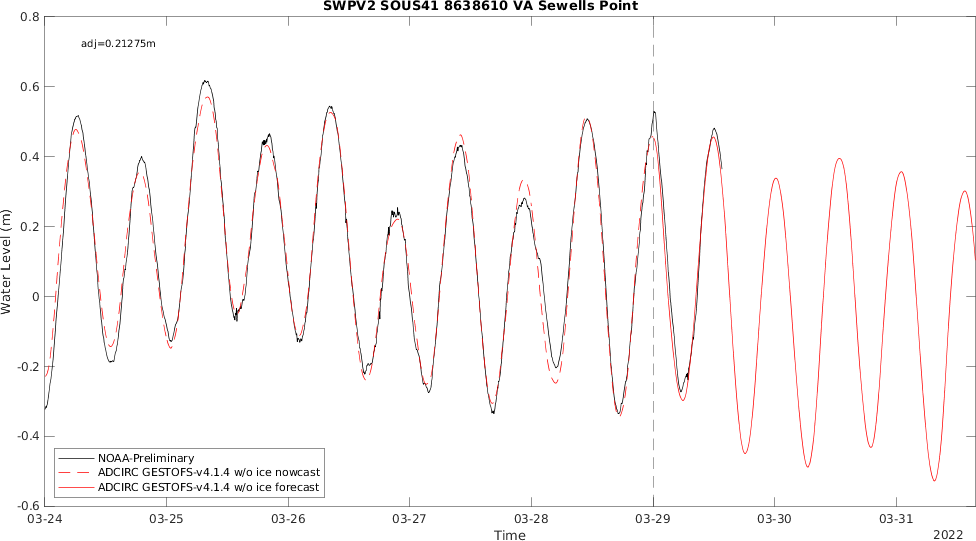 SWPV2 SOUS41 8638610 VA Sewells Point
adj=0.21275m
0.8
0.6
0.4
0.2
0
-0.2
-0.4
-0.6
Water Level (m)
NOAA-Preliminary
ADCIRC GESTOFS-v4.1.4 w/o ice nowcast
ADCIRC GESTOFS-v4.1.4 w/o ice forecast
03-24 03-25 03-26 03-27 03-28 03-29 03-30 03-31
Time
2022